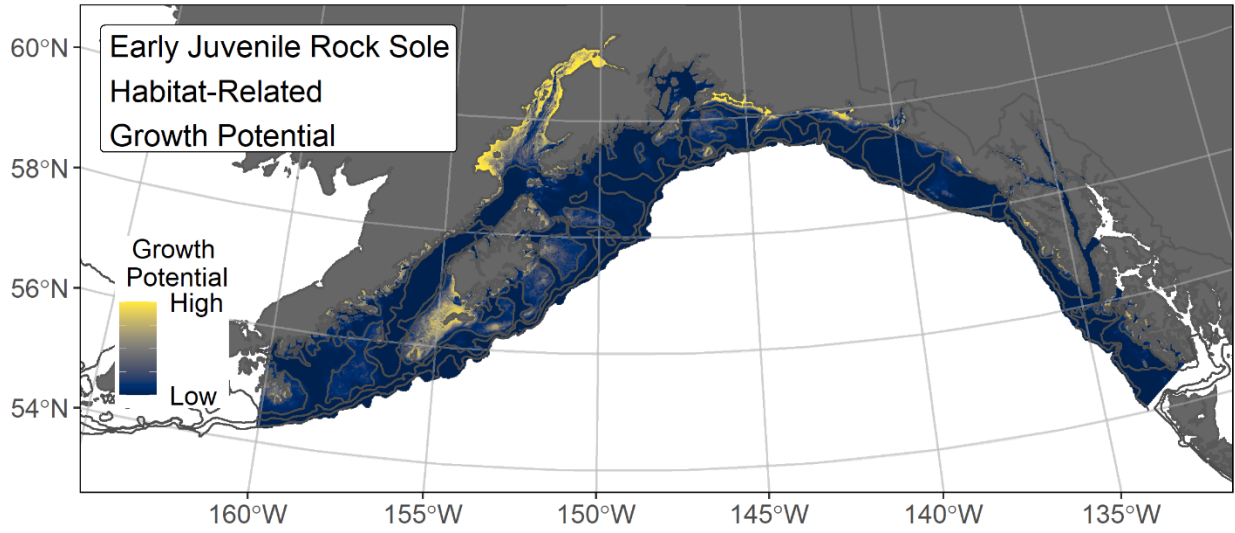 Early Juvenile Rock Sole
Habitat-Related
Growth Potential
60°N
58°N
56°N
54°N
Growth
Potential
High
Low
160°W
155°W
150°W
145°W
140°W
135°W